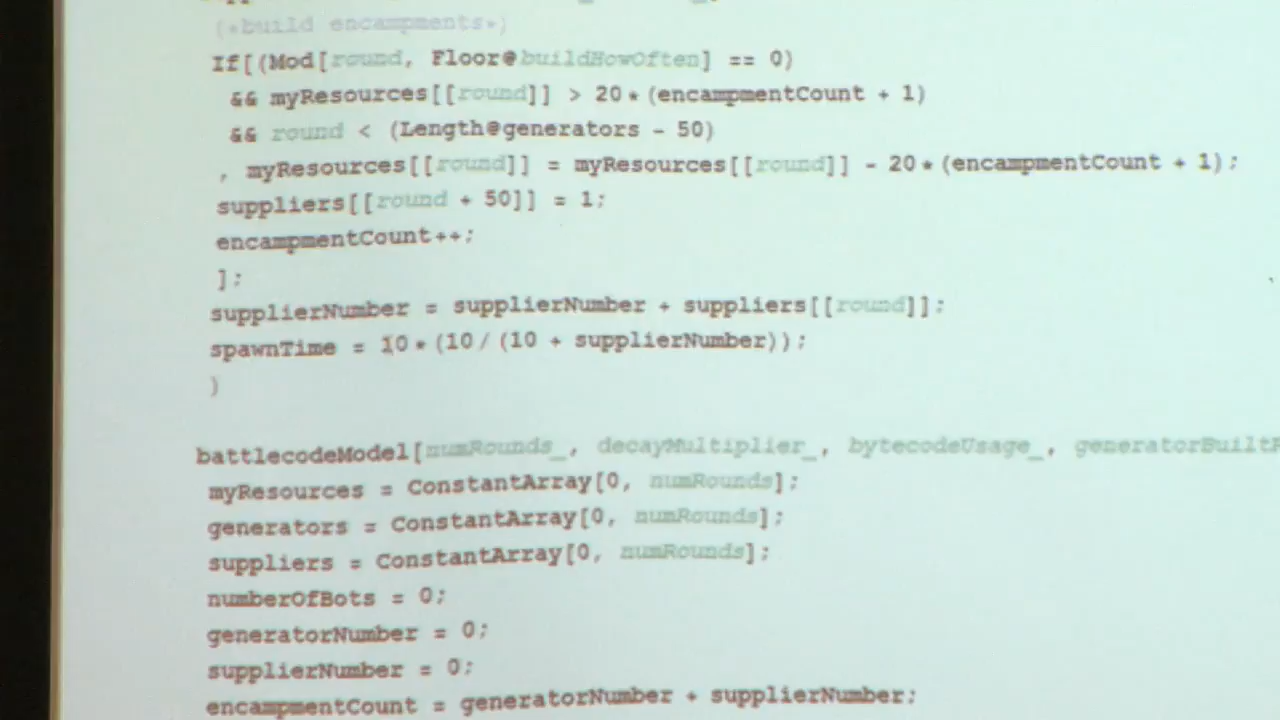 (*build encampments*)
If[(Mod[round, Floor@buildHowOften] == 0)
&& myResources[[round]] > 20*(encampmentCount + 1)
&& round < (Length@generators - 50)
, myResources[[round]] = myResources[[round]] - 20*(encampmentCount + 1);
suppliers[[round + 50]] = 1;
encampmentCount++;
];
supplierNumber = supplierNumber + suppliers[[round]];
spawnTime = 10*(10/(10 + supplierNumber));
)
battlecodeModel[numRounds_, decayMultiplier_, bytecodeUsage_,
myResources = ConstantArray[0, numRounds];
generators = ConstantArray[0, numRounds];
suppliers = ConstantArray[0, numRounds];
numberOfBots = 0;
generatorNumber = 0;
supplierNumber = 0;
encampmentCount = generatorNumber + supplierNumber;